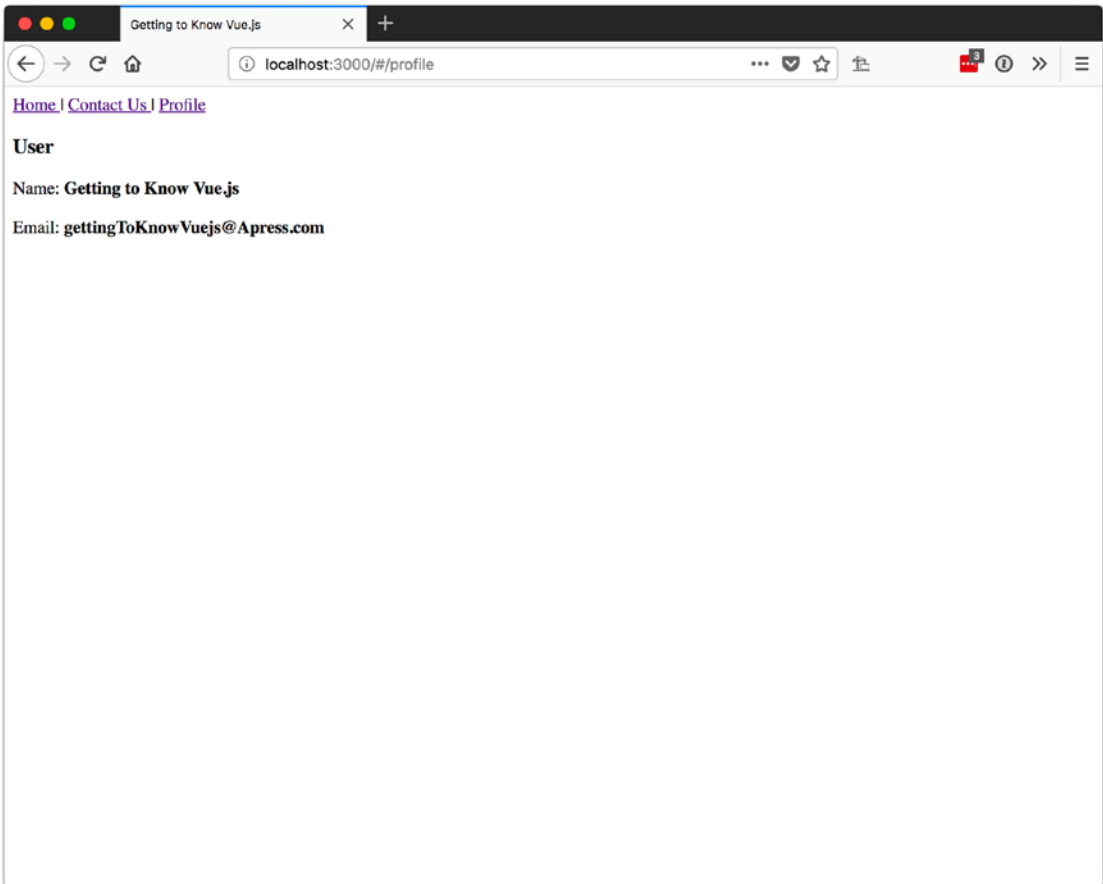 Getting to Know Vue.js
localhost:3000/#/profile
3
Home | Contact Us | Profile
User
Name: Getting to Know Vue.js
Email: gettingToKnowVuejs@Apress.com